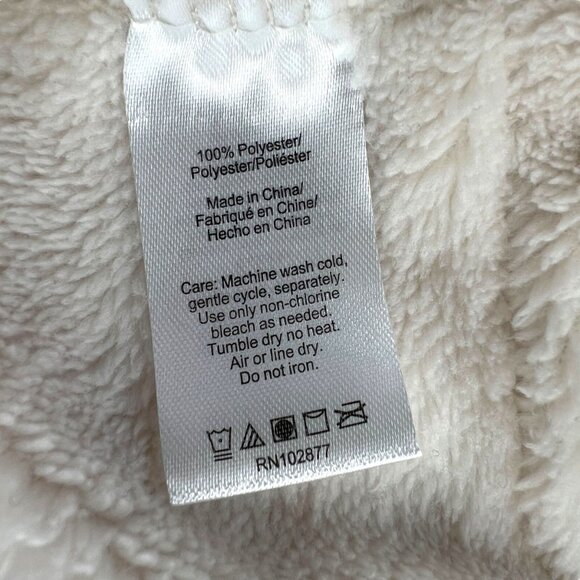 100% Polyester/
Polyester/Poliéster
Made in China/
Fabriqué en Chine/
Hecho en China
Care: Machine wash cold,
gentle cycle, separately.
Use only non-chlorine
bleach as needed.
Tumble dry no heat.
Air or line dry.
Do not iron.
RN102877